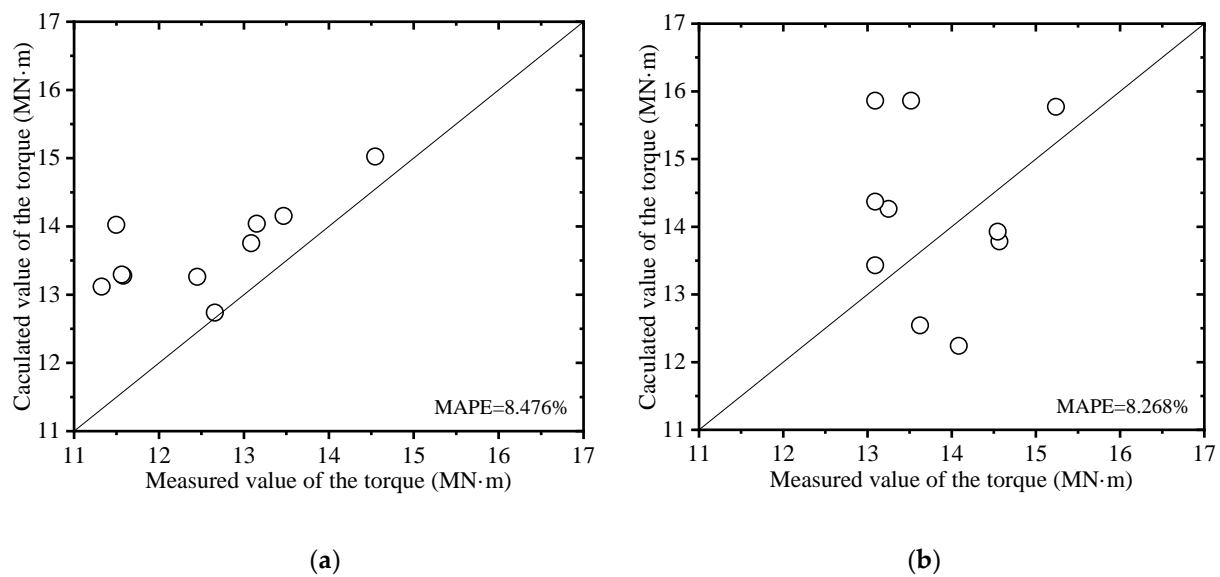 Caculated value of the torque (MN·m)
17
16
15
14
13
12
11
MAPE=8.476%
11 12 13 14 15 16 17
Measured value of the torque (MN·m)
(a)
Caculated value of the torque (MN·m)
17
16
15
14
13
12
11
MAPE=8.268%
11 12 13 14 15 16 17
Measured value of the torque (MN·m)
(b)